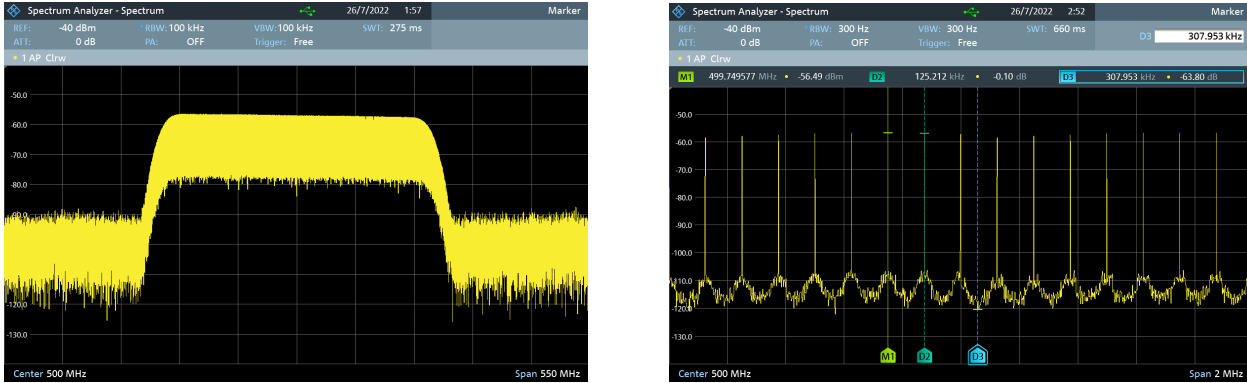 Spectrum Analyzer - Spectrum 26/7/2022 1:57 Marker
REF: -40 dBm RBW: 100 kHz VBW: 100 kHz SWT: 275 ms
ATT: 0 dB PA: OFF Trigger: Free
1 AP Clrw
-50.0
-60.0
-70.0
-80.0
-90.0
-120.0
-130.0
Center 500 MHz Span 550 MHz
Spectrum Analyzer - Spectrum 26/7/2022 2:52 Marker
REF: -40 dBm RBW: 300 Hz VBW: 300 Hz SWT: 660 ms
ATT: 0 dB PA: OFF Trigger: Free
D3 307.953 kHz
1 AP Clrw
M1 499.749577 MHz • -56.49 dBm D2 125.212 kHz • -0.10 dB D3 307.953 kHz • -63.80 dB
-50.0
-60.0
-70.0
-80.0
-90.0
-100.0
-110.0
-120.0
-130.0
M1 D2 D3
Center 500 MHz Span 2 MHz